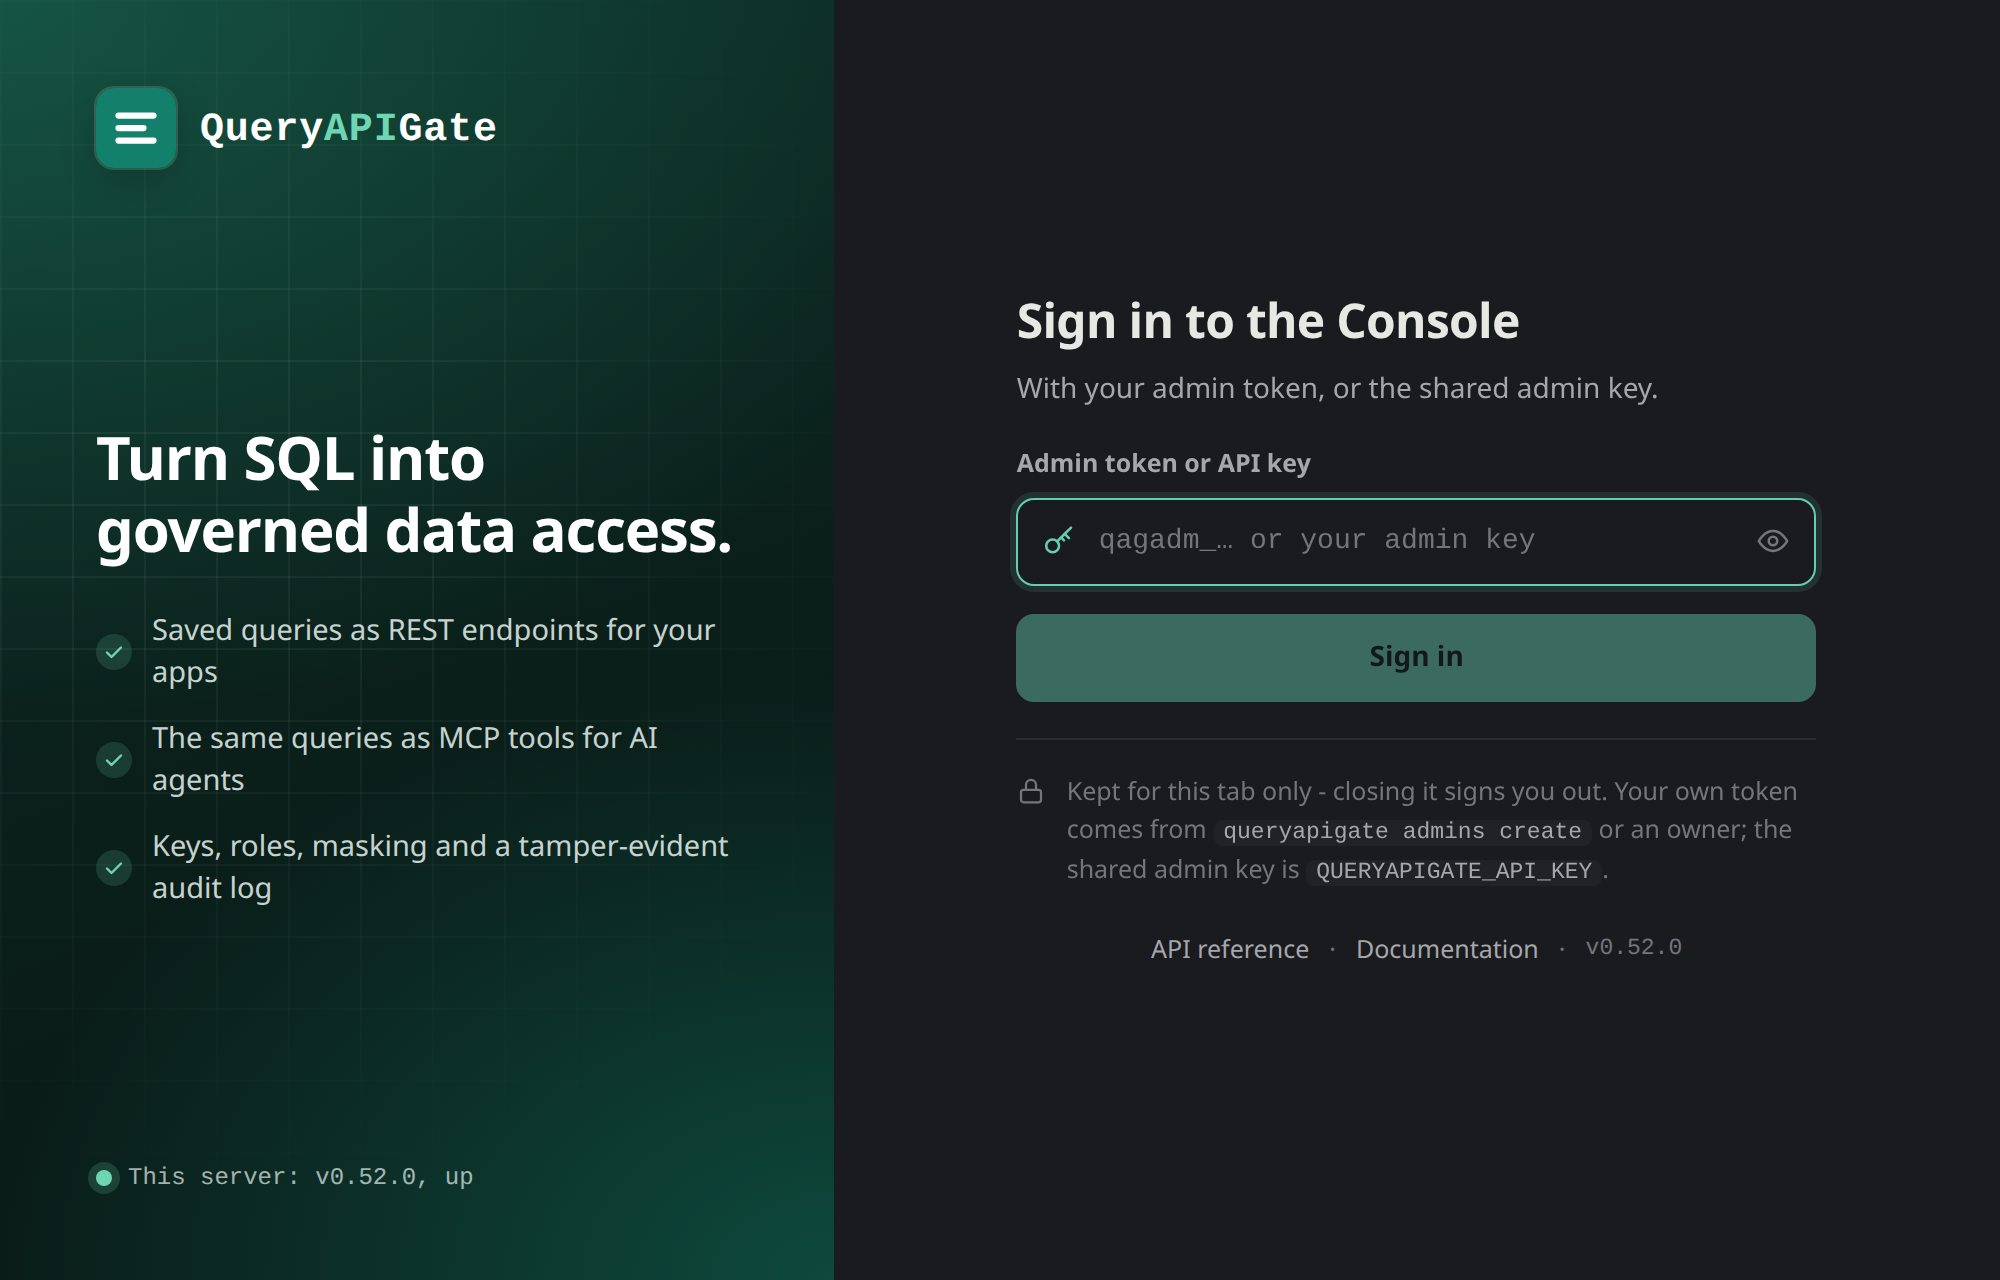 QueryAPIGate
Turn SQL into
governed data access.
Saved queries as REST endpoints for your
apps
The same queries as MCP tools for AI
agents
Keys, roles, masking and a tamper-evident
audit log
This server: v0.52.0, up
Sign in to the Console
With your admin token, or the shared admin key.
Admin token or API key
qagadm_… or your admin key
Sign in
Kept for this tab only - closing it signs you out. Your own token
comes from queryapigate admins create or an owner; the
shared admin key is QUERYAPIGATE_API_KEY.
API reference · Documentation · v0.52.0